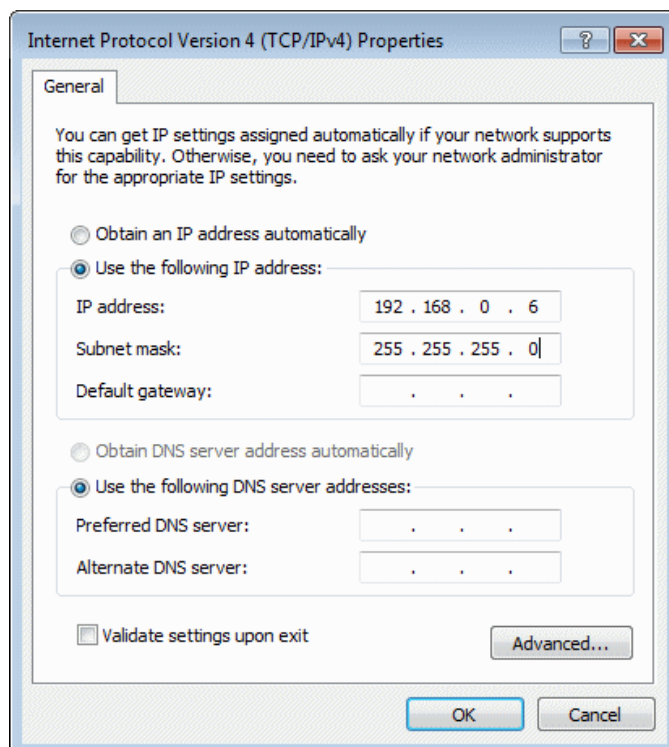 Internet Protocol Version 4 (TCP/IPv4) Properties
General
You can get IP settings assigned automatically if your network supports
this capability. Otherwise, you need to ask your network administrator
for the appropriate IP settings.
Obtain an IP address automatically
Use the following IP address:
IP address: 192 . 168 . 0 . 6
Subnet mask: 255 . 255 . 255 . 0
Default gateway: . . .
Obtain DNS server address automatically
Use the following DNS server addresses:
Preferred DNS server: . . .
Alternate DNS server: . . .
Validate settings upon exit
Advanced...
OK Cancel